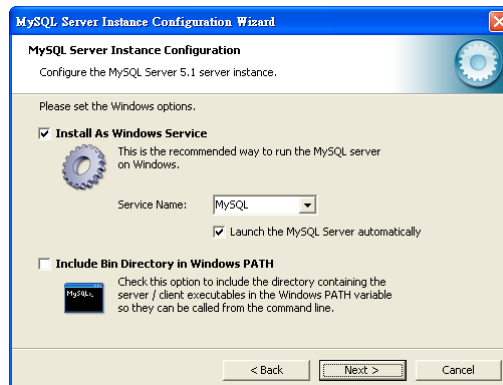 MySQL Server Instance Configuration Wizard
MySQL Server Instance Configuration
Configure the MySQL Server 5.1 server instance.
Please set the Windows options.
Install As Windows Service
This is the recommended way to run the MySQL server
on Windows.
Service Name:
MySQL
Launch the MySQL Server automatically
Include Bin Directory in Windows PATH
MySQL>_
Check this option to include the directory containing the
server / client executables in the Windows PATH variable
so they can be called from the command line.
< Back
Next >
Cancel